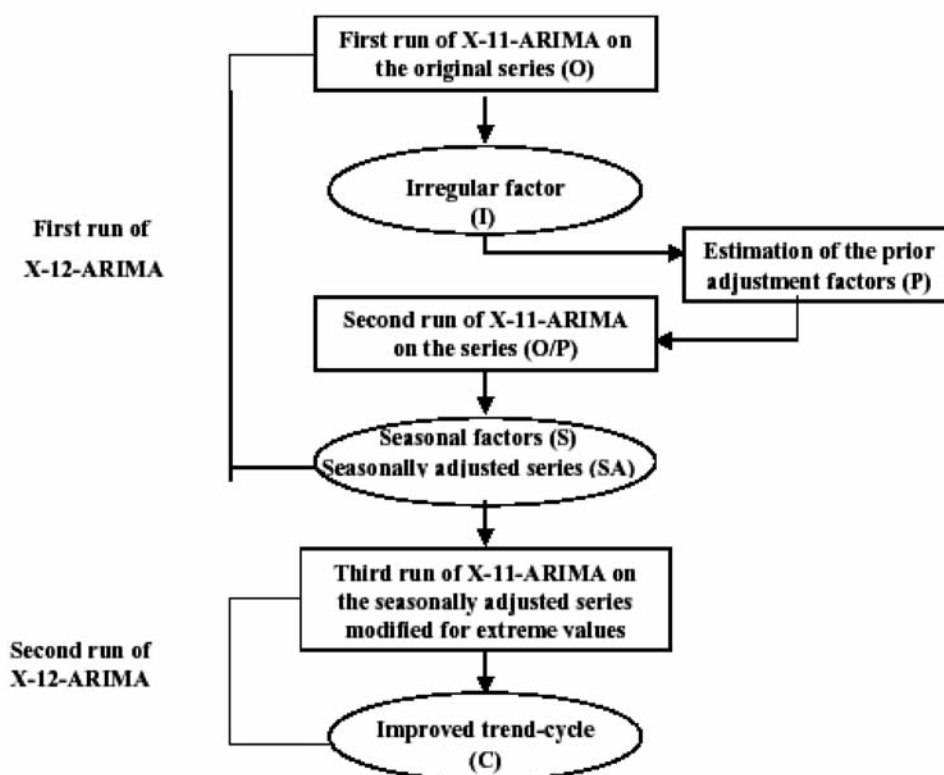 First run of X-11-ARIMA on
the original series (O)
Irregular factor
(I)
First run of
X-12-ARIMA
Estimation of the prior
adjustment factors (P)
Second run of X-11-ARIMA
on the series (O/P)
Seasonal factors (S)
Seasonally adjusted series (SA)
Third run of X-11-ARIMA on
the seasonally adjusted series
modified for extreme values
Second run of
X-12-ARIMA
Improved trend-cycle
(C)